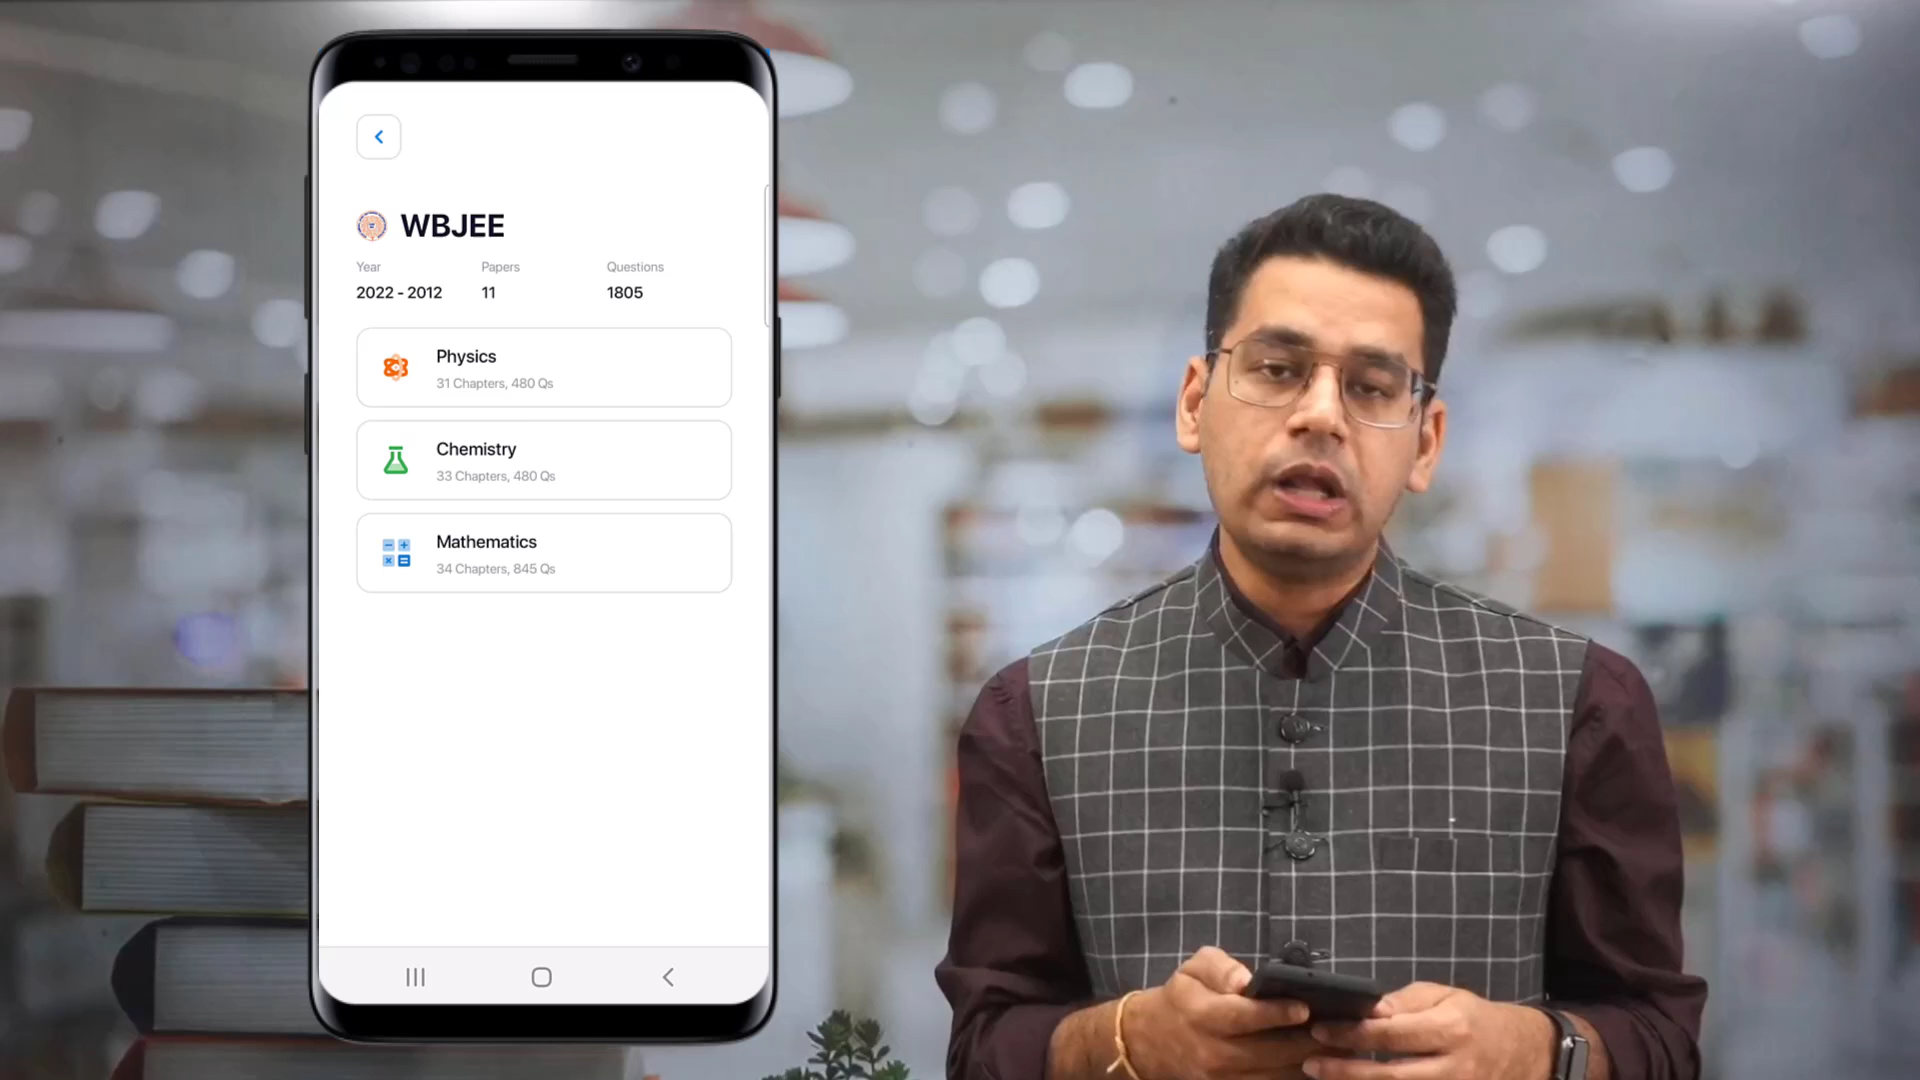 WBJEE
Year Papers Questions
2022 - 2012 11 1805
Physics
31 Chapters, 480 Qs
Chemistry
33 Chapters, 480 Qs
Mathematics
34 Chapters, 845 Qs